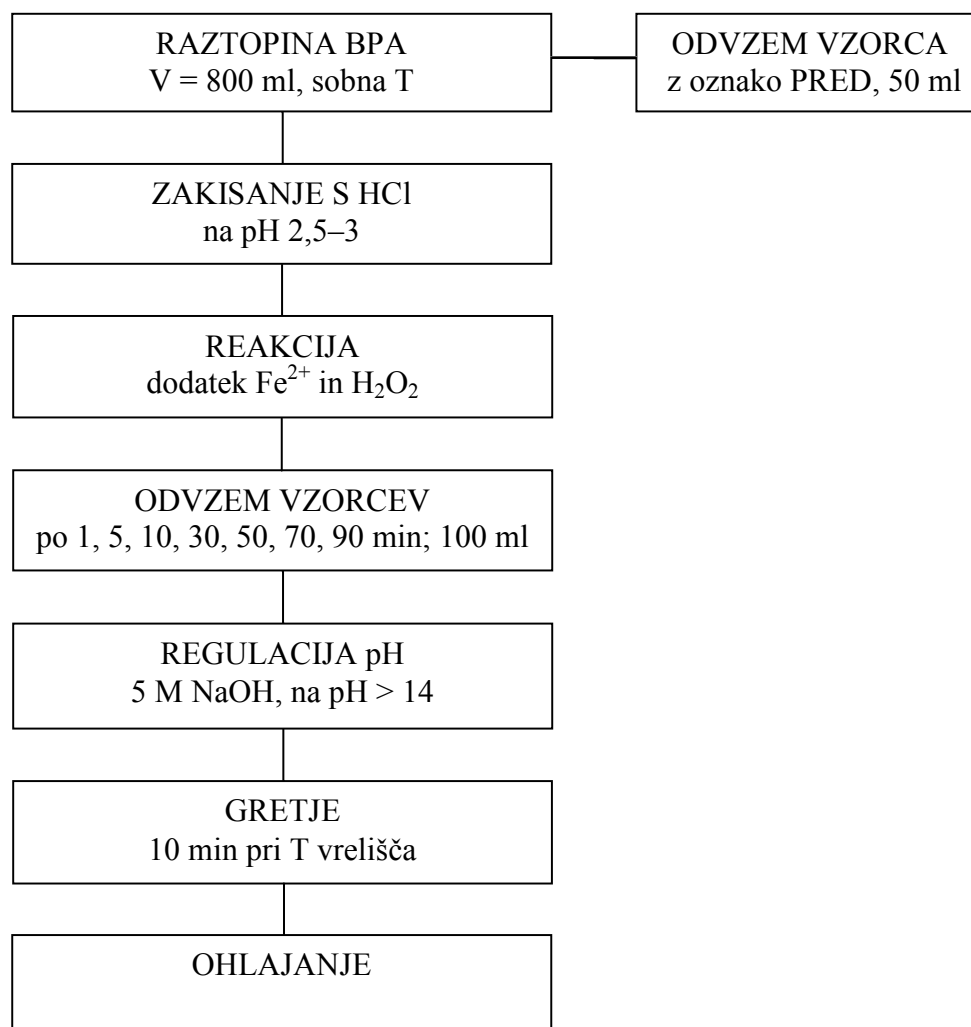 RAZTOPINA BPA
V = 800 ml, sobna T
ODVZEM VZORCA
z oznako PRED, 50 ml
ZAKISANJE S HCl
na pH 2,5–3
REAKCIJA
dodatek Fe²⁺ in H₂O₂
ODVZEM VZORCEV
po 1, 5, 10, 30, 50, 70, 90 min; 100 ml
REGULACIJA pH
5 M NaOH, na pH > 14
GRETJE
10 min pri T vrelišča
OHLAJANJE